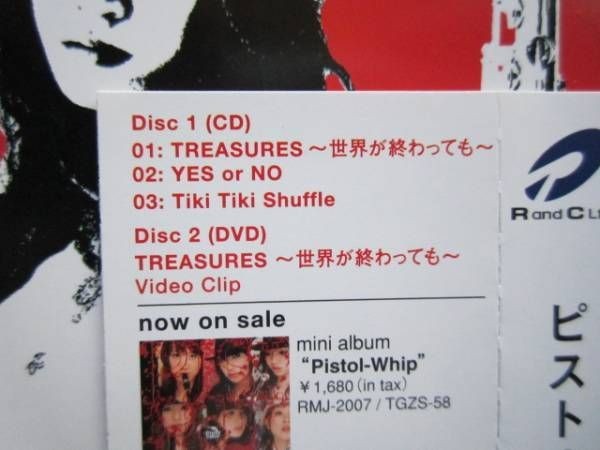 Disc 1 (CD)
01: TREASURES ～世界が終わっても～
02: YES or NO
03: Tiki Tiki Shuffle
Disc 2 (DVD)
TREASURES ～世界が終わっても～
Video Clip
now on sale
mini album
“Pistol-Whip”
￥1,680 (in tax)
RMJ-2007 / TGZS-58
R and C
ピスト